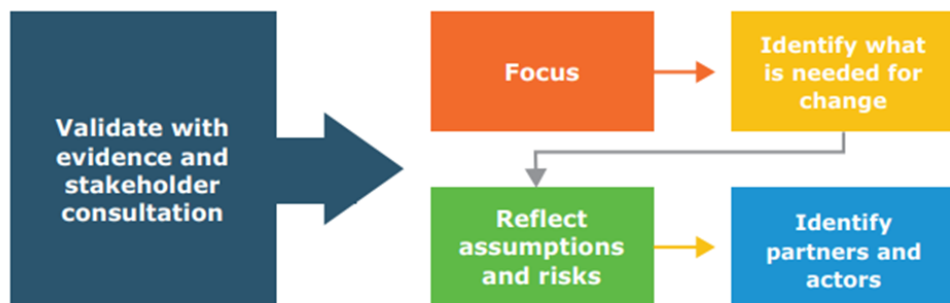 Validate with
evidence and
stakeholder
consultation
Focus
Identify what
is needed for
change
Reflect
assumptions
and risks
Identify
partners and
actors